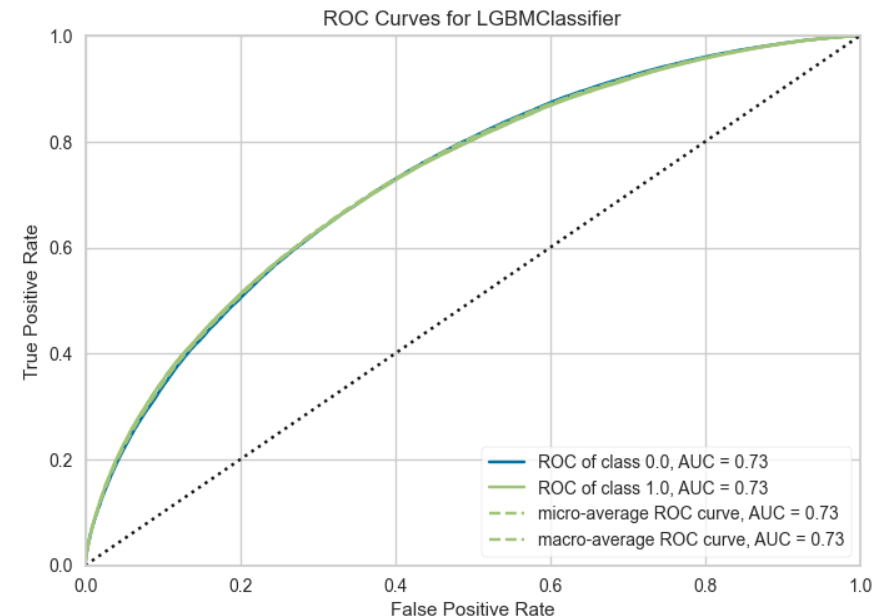 ROC Curves for LGBMClassifier
1.0
0.8
0.6
0.4
0.2
0.0
True Positive Rate
ROC of class 0.0, AUC = 0.73
ROC of class 1.0, AUC = 0.73
micro-average ROC curve, AUC = 0.73
macro-average ROC curve, AUC = 0.73
0.0 0.2 0.4 0.6 0.8 1.0
False Positive Rate